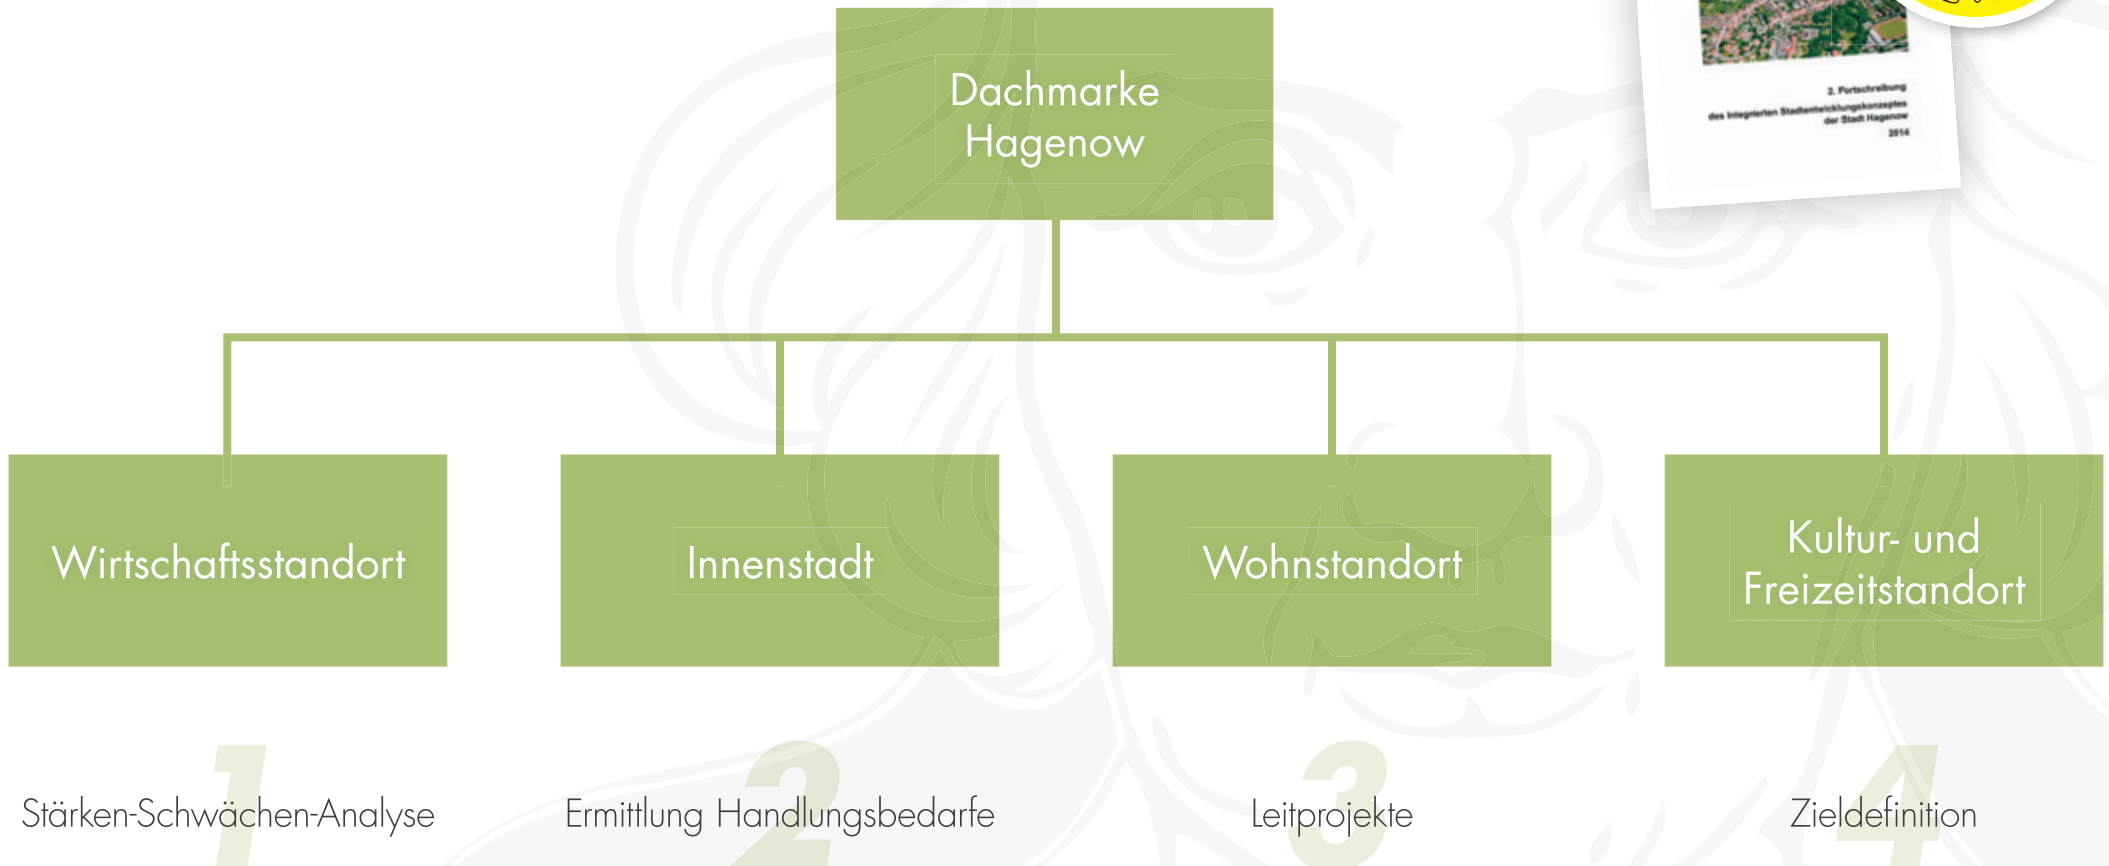 Dachmarke
Hagenow
2. Fortschreibung
des Integrierten Stadtentwicklungskonzeptes
der Stadt Hagenow
2014
Wirtschaftsstandort
Innenstadt
Wohnstandort
Kultur- und
Freizeitstandort
1
Stärken-Schwächen-Analyse
2
Ermittlung Handlungsbedarfe
3
Leitprojekte
4
Zieldefinition